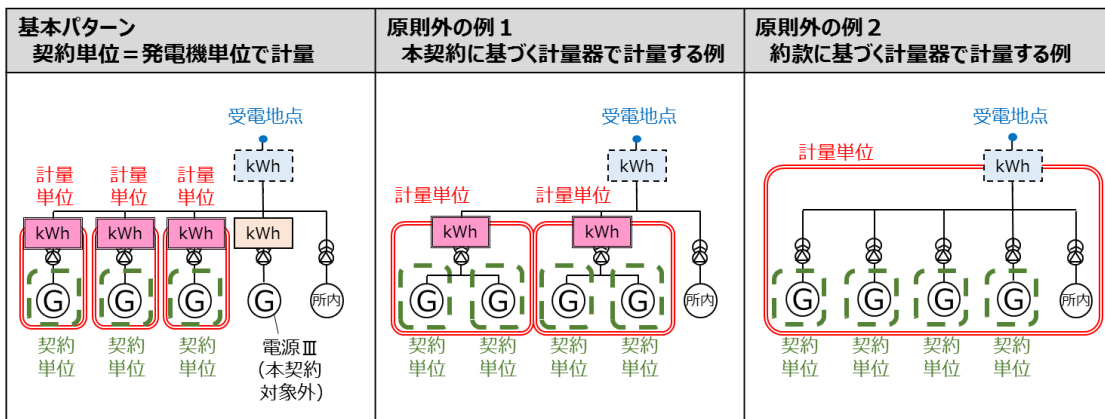 基本パターン
契約単位＝発電機単位で計量
受電地点
kWh
計量
単位
計量
単位
計量
単位
kWh
kWh
kWh
kWh
G
G
G
G
所内
契約
単位
契約
単位
契約
単位
電源Ⅲ
（本契約
対象外）
原則外の例１
本契約に基づく計量器で計量する例
受電地点
kWh
計量単位
計量単位
kWh
kWh
G
G
G
G
所内
契約
単位
契約
単位
契約
単位
契約
単位
原則外の例２
約款に基づく計量器で計量する例
受電地点
計量単位
kWh
G
G
G
G
所内
契約
単位
契約
単位
契約
単位
契約
単位